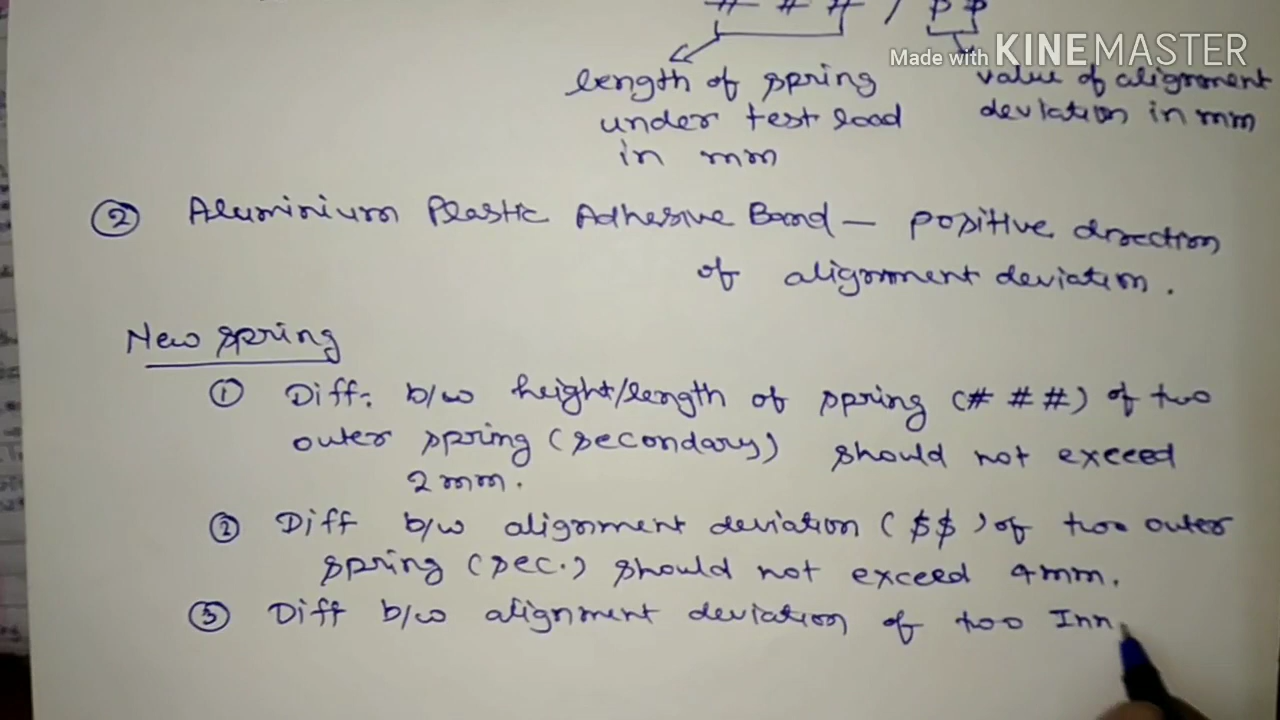 # # # / $ $
Made with KINEMASTER
length of spring
under test load
in mm
value of alignment
deviation in mm
② Aluminium Plastic Adhesive Band — positive direction
of alignment deviation.
New spring
① Diff: b/w height/length of spring (# # #) of two
outer spring (secondary) should not exceed
2 mm.
② Diff b/w alignment deviation ($$) of two outer
spring (sec.) should not exceed 4mm.
③ Diff b/w alignment deviation of two Inn